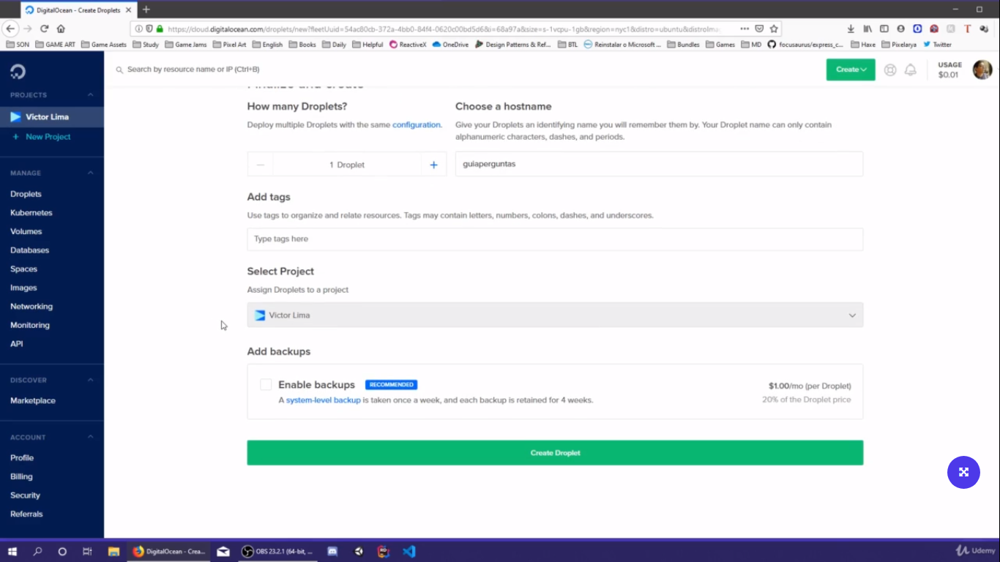 DigitalOcean - Create Droplets
https://cloud.digitalocean.com/droplets/new?fleetUuid=54ac80cb-372a-4bb0-84f4-0620c00bd5d6&i=68a97a&size=s-1vcpu-1gb&region=nyc1&distro=ubuntu&distroIma
SON GAME ART Game Assets Study Game Jams Pixel Art English Books Daily Helpful ReactiveX OneDrive Design Patterns & Ref... BTL Reinstalar o Microsoft ... Bundles Games MD focusaurus/express_c... Haxe Pixelarya Twitter
Search by resource name or IP (Ctrl+B)
Create
USAGE
$0.01
PROJECTS
Victor Lima
+ New Project
MANAGE
Droplets
Kubernetes
Volumes
Databases
Spaces
Images
Networking
Monitoring
API
DISCOVER
Marketplace
ACCOUNT
Profile
Billing
Security
Referrals
Finalize and create
How many Droplets?
Deploy multiple Droplets with the same configuration.
1 Droplet
Choose a hostname
Give your Droplets an identifying name you will remember them by. Your Droplet name can only contain
alphanumeric characters, dashes, and periods.
guiaperguntas
Add tags
Use tags to organize and relate resources. Tags may contain letters, numbers, colons, dashes, and underscores.
Type tags here
Select Project
Assign Droplets to a project
Victor Lima
Add backups
Enable backups RECOMMENDED
A system-level backup is taken once a week, and each backup is retained for 4 weeks.
$1.00/mo (per Droplet)
20% of the Droplet price
Create Droplet
DigitalOcean - Crea...
OBS 23.2.1 (64-bit, ...
Udemy